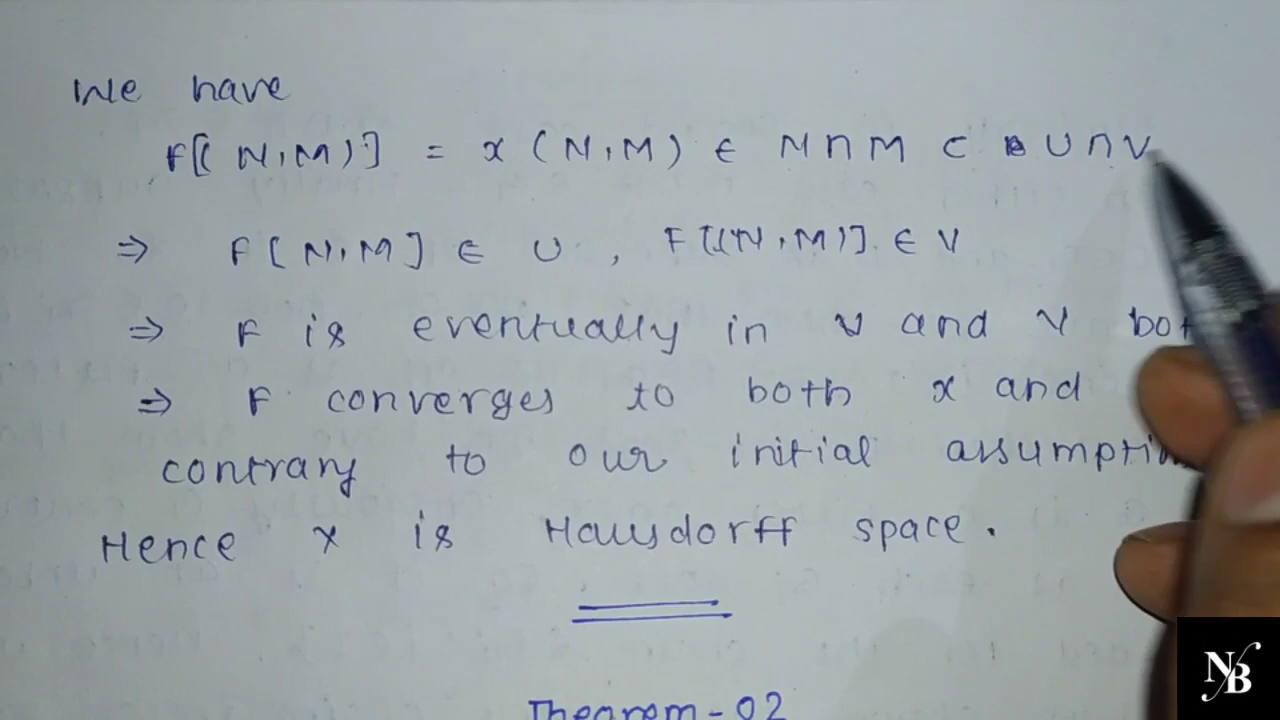 We have
F[(N,M)] = x(N,M) ∈ N∩M ⊂ U∩V
⇒ F[N,M] ∈ U , F[(N,M)] ∈ V
⇒ F is eventually in U and V
⇒ F converges to both x and
contrary to our initial
Hence X is Hausdorff space.
Theorem-02
NB